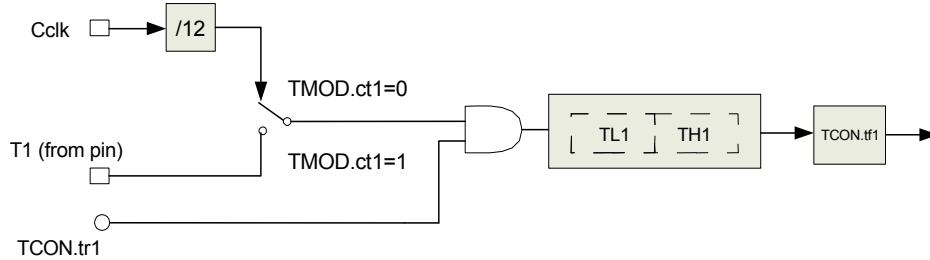 Cclk
/12
TMOD.ct1=0
T1 (from pin)
TMOD.ct1=1
TL1
TH1
TCON.tf1
TCON.tr1